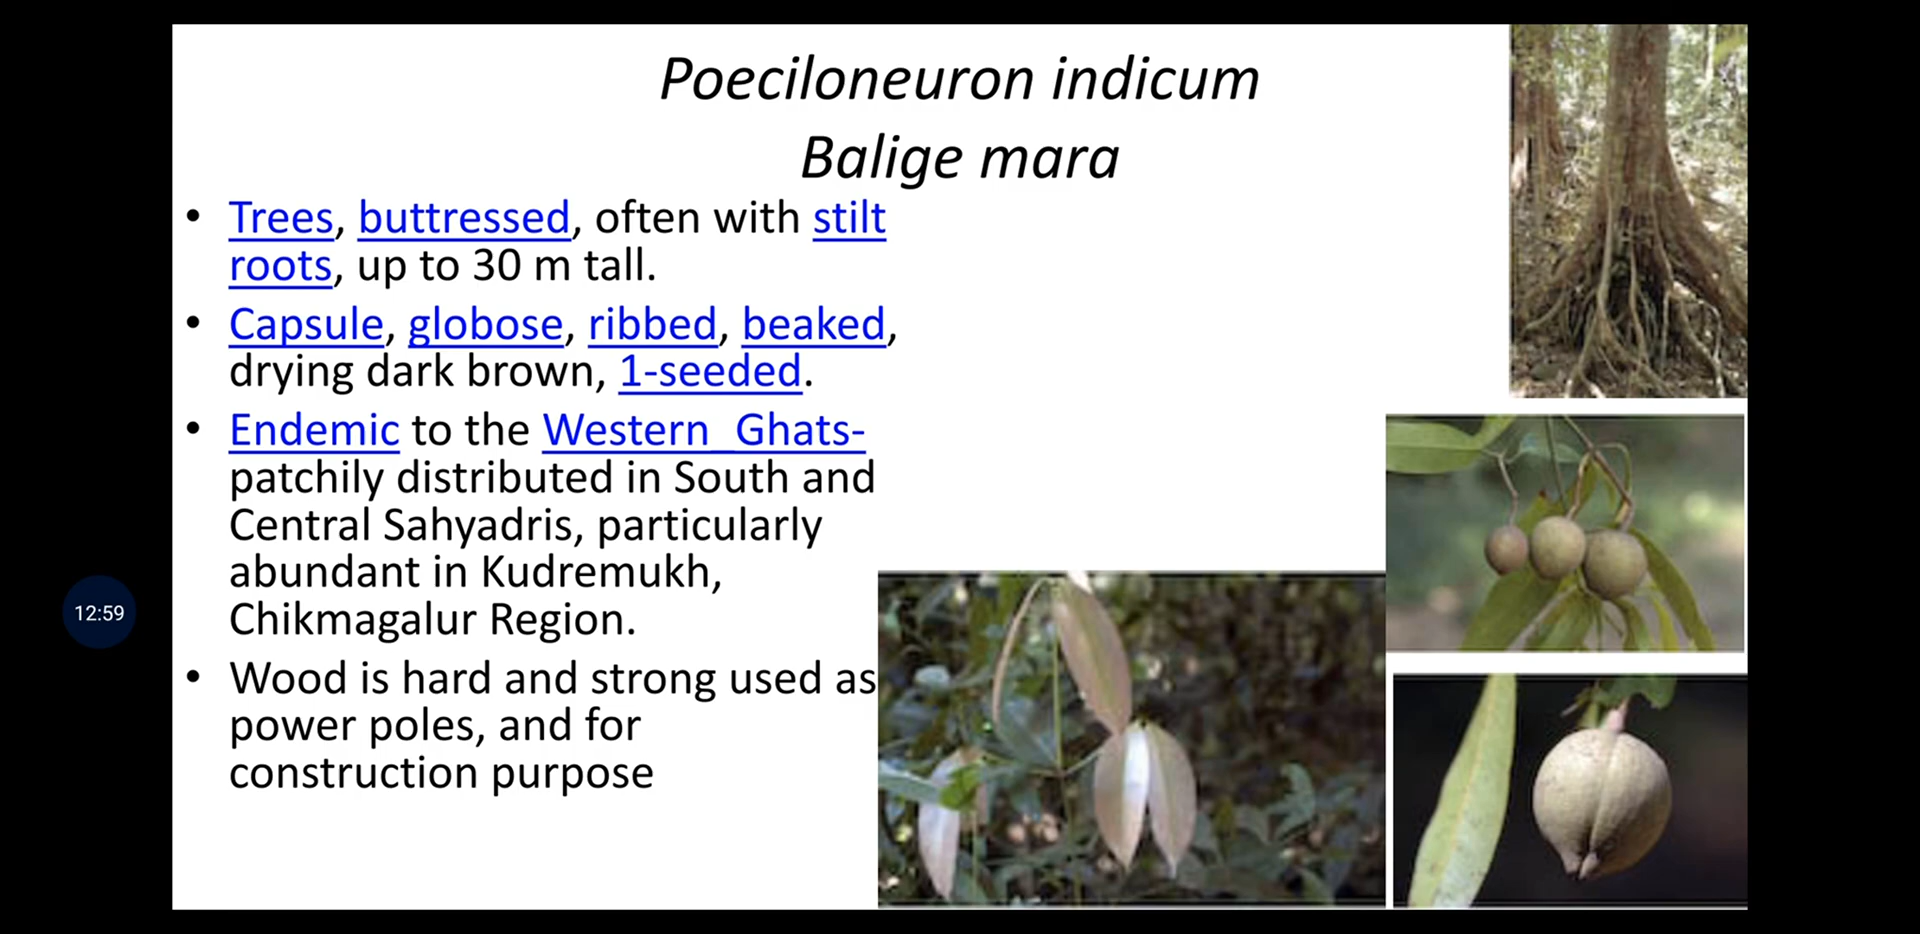 Poeciloneuron indicum
Balige mara
• Trees, buttressed, often with stilt
roots, up to 30 m tall.
• Capsule, globose, ribbed, beaked,
drying dark brown, 1-seeded.
• Endemic to the Western  Ghats-
patchily distributed in South and
Central Sahyadris, particularly
abundant in Kudremukh,
Chikmagalur Region.
• Wood is hard and strong used as
power poles, and for
construction purpose
12:59